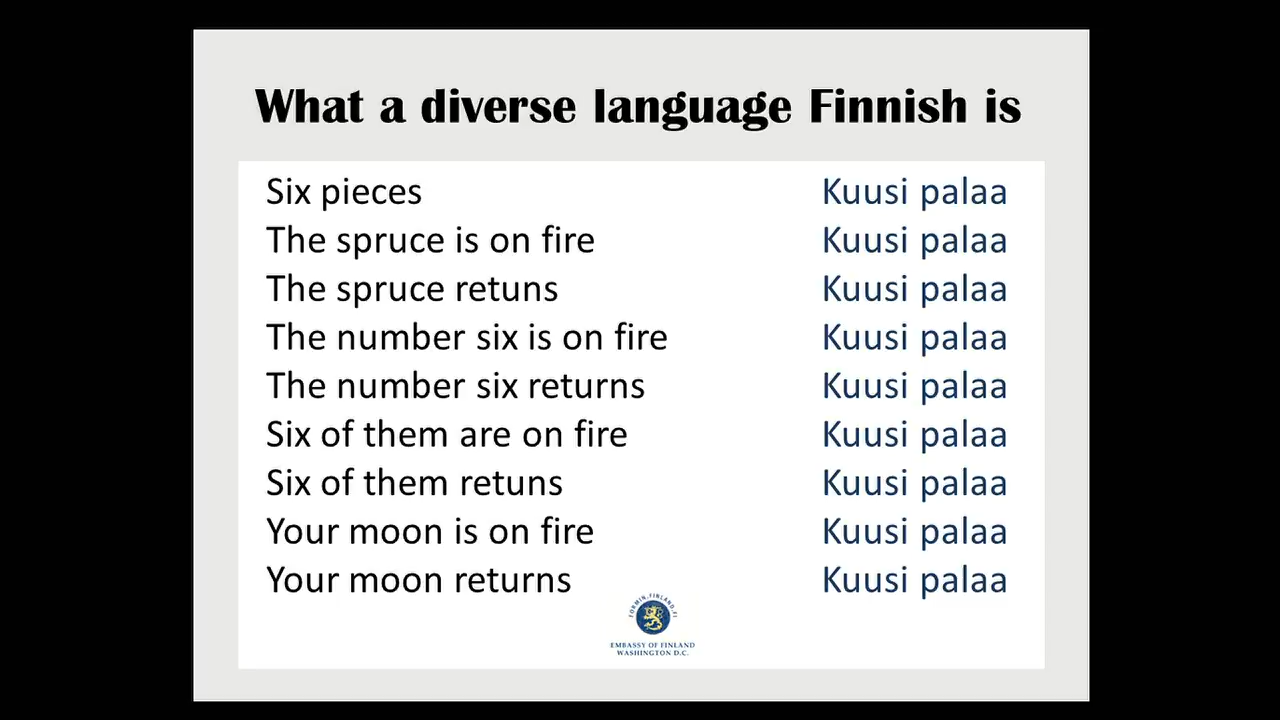 What a diverse language Finnish is
Six pieces Kuusi palaa
The spruce is on fire Kuusi palaa
The spruce retuns Kuusi palaa
The number six is on fire Kuusi palaa
The number six returns Kuusi palaa
Six of them are on fire Kuusi palaa
Six of them retuns Kuusi palaa
Your moon is on fire Kuusi palaa
Your moon returns Kuusi palaa
FORMIN.FINLAND.FI
EMBASSY OF FINLAND
WASHINGTON D.C.